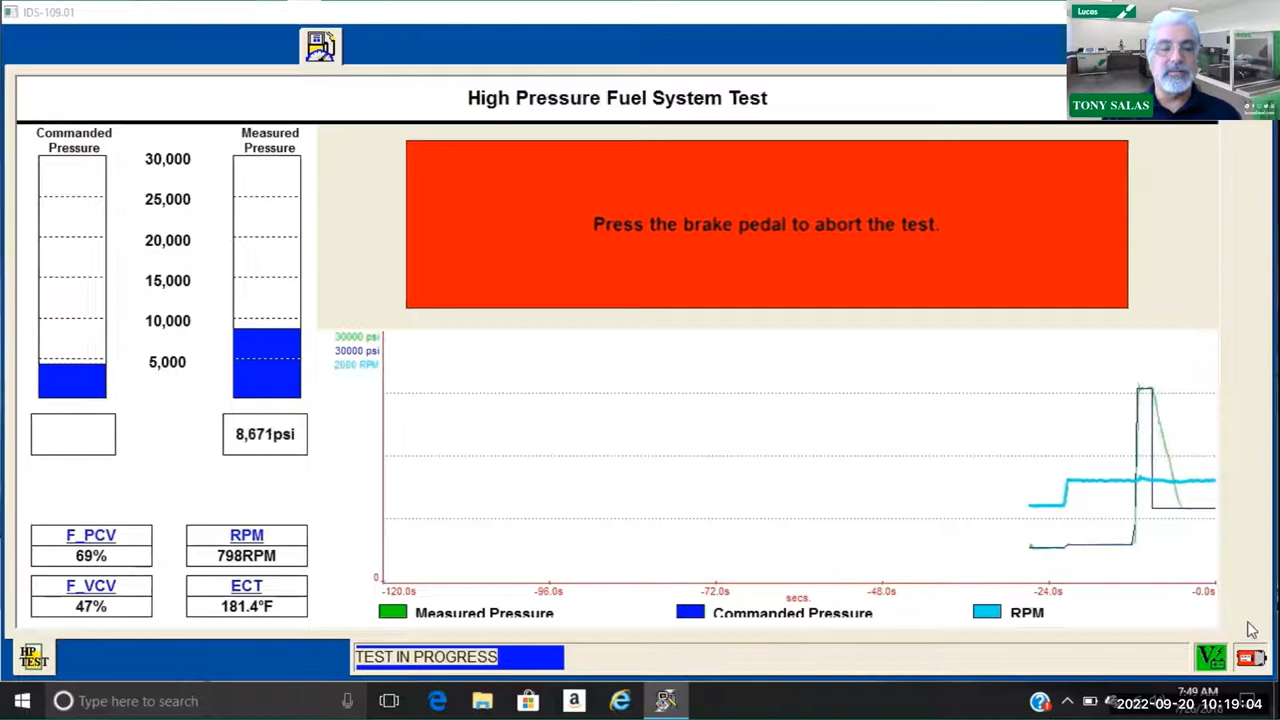 IDS-109.01
Lucas
TONY SALAS
High Pressure Fuel System Test
Commanded
Pressure
Measured
Pressure
30,000
25,000
20,000
15,000
10,000
5,000
8,671psi
Press the brake pedal to abort the test.
30000 psi
30000 psi
2000 RPM
0
-120.0s
-96.0s
-72.0s
-48.0s
-24.0s
-0.0s
secs.
Measured Pressure
Commanded Pressure
RPM
F_PCV
69%
RPM
798RPM
F_VCV
47%
ECT
181.4°F
HP
TEST
TEST IN PROGRESS
Type here to search
7:49 AM
2022-09-20 10:19:04